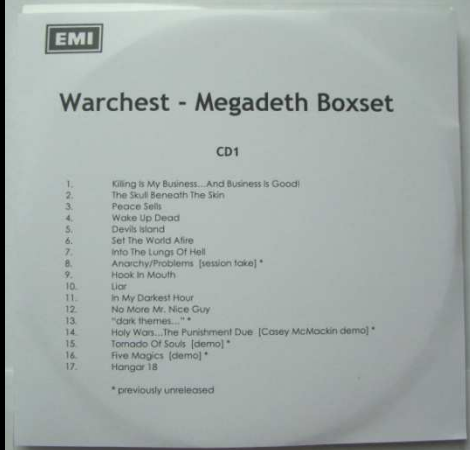 EMI
Warchest - Megadeth Boxset
CD1
1. Killing Is My Business...And Business Is Good!
2. The Skull Beneath The Skin
3. Peace Sells
4. Wake Up Dead
5. Devils Island
6. Set The World Afire
7. Into The Lungs Of Hell
8. Anarchy/Problems [session take] *
9. Hook In Mouth
10. Liar
11. In My Darkest Hour
12. No More Mr. Nice Guy
13. "dark themes..." *
14. Holy Wars...The Punishment Due [Casey McMackin demo] *
15. Tornado Of Souls [demo] *
16. Five Magics [demo] *
17. Hangar 18
* previously unreleased